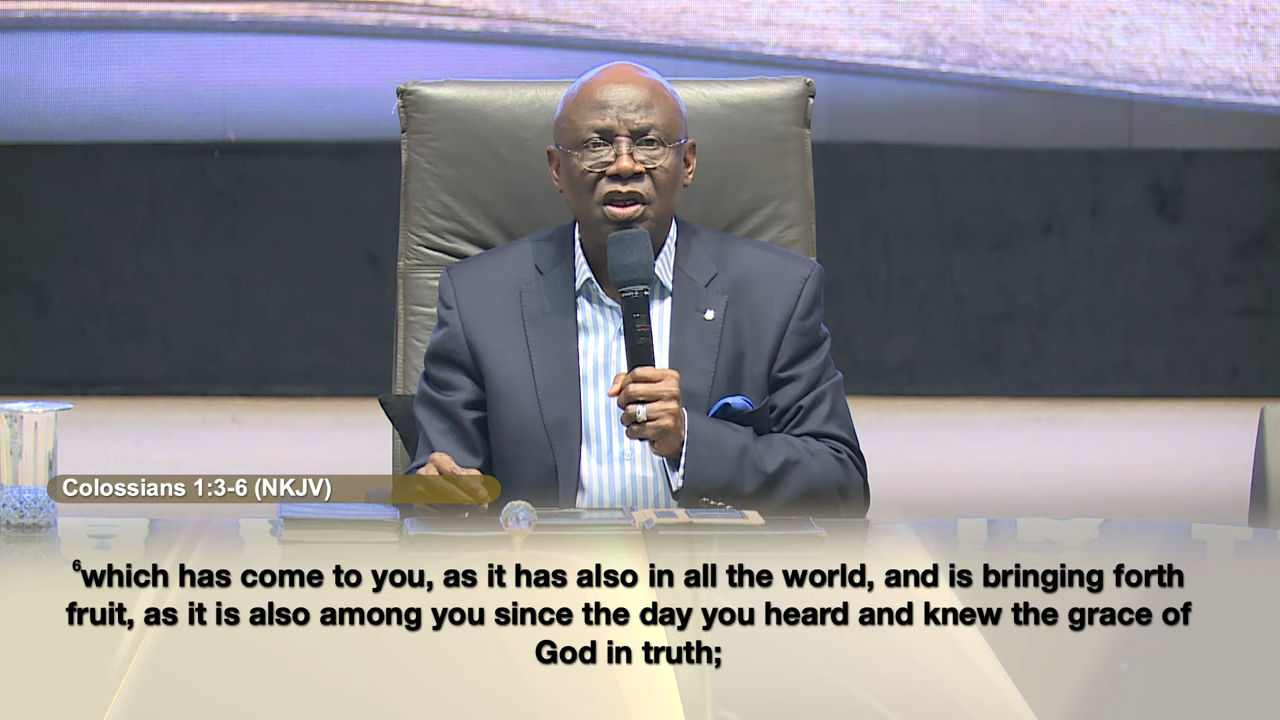 Colossians 1:3-6 (NKJV)
⁶which has come to you, as it has also in all the world, and is bringing forth
fruit, as it is also among you since the day you heard and knew the grace of
God in truth;